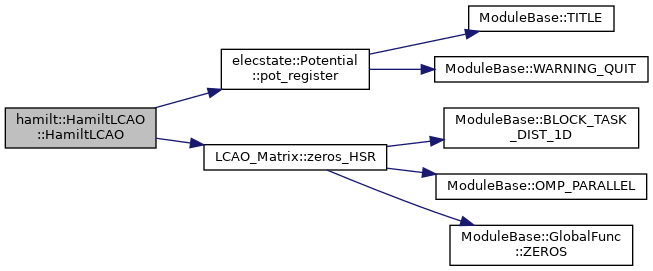 hamilt::HamiltLCAO
::HamiltLCAO
elecstate::Potential
::pot_register
LCAO_Matrix::zeros_HSR
ModuleBase::TITLE
ModuleBase::WARNING_QUIT
ModuleBase::BLOCK_TASK
_DIST_1D
ModuleBase::OMP_PARALLEL
ModuleBase::GlobalFunc
::ZEROS